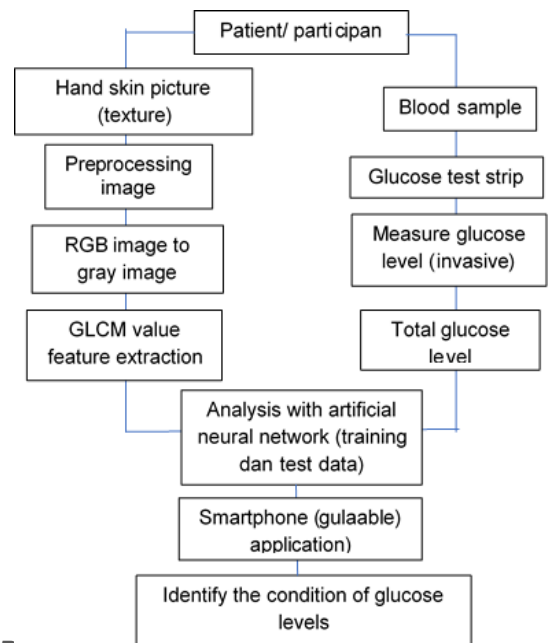 Patient/ participan
Hand skin picture
(texture)
Preprocessing
image
RGB image to
gray image
GLCM value
feature extraction
Blood sample
Glucose test strip
Measure glucose
level (invasive)
Total glucose
level
Analysis with artificial
neural network (training
dan test data)
Smartphone (gulaable)
application)
Identify the condition of glucose
levels